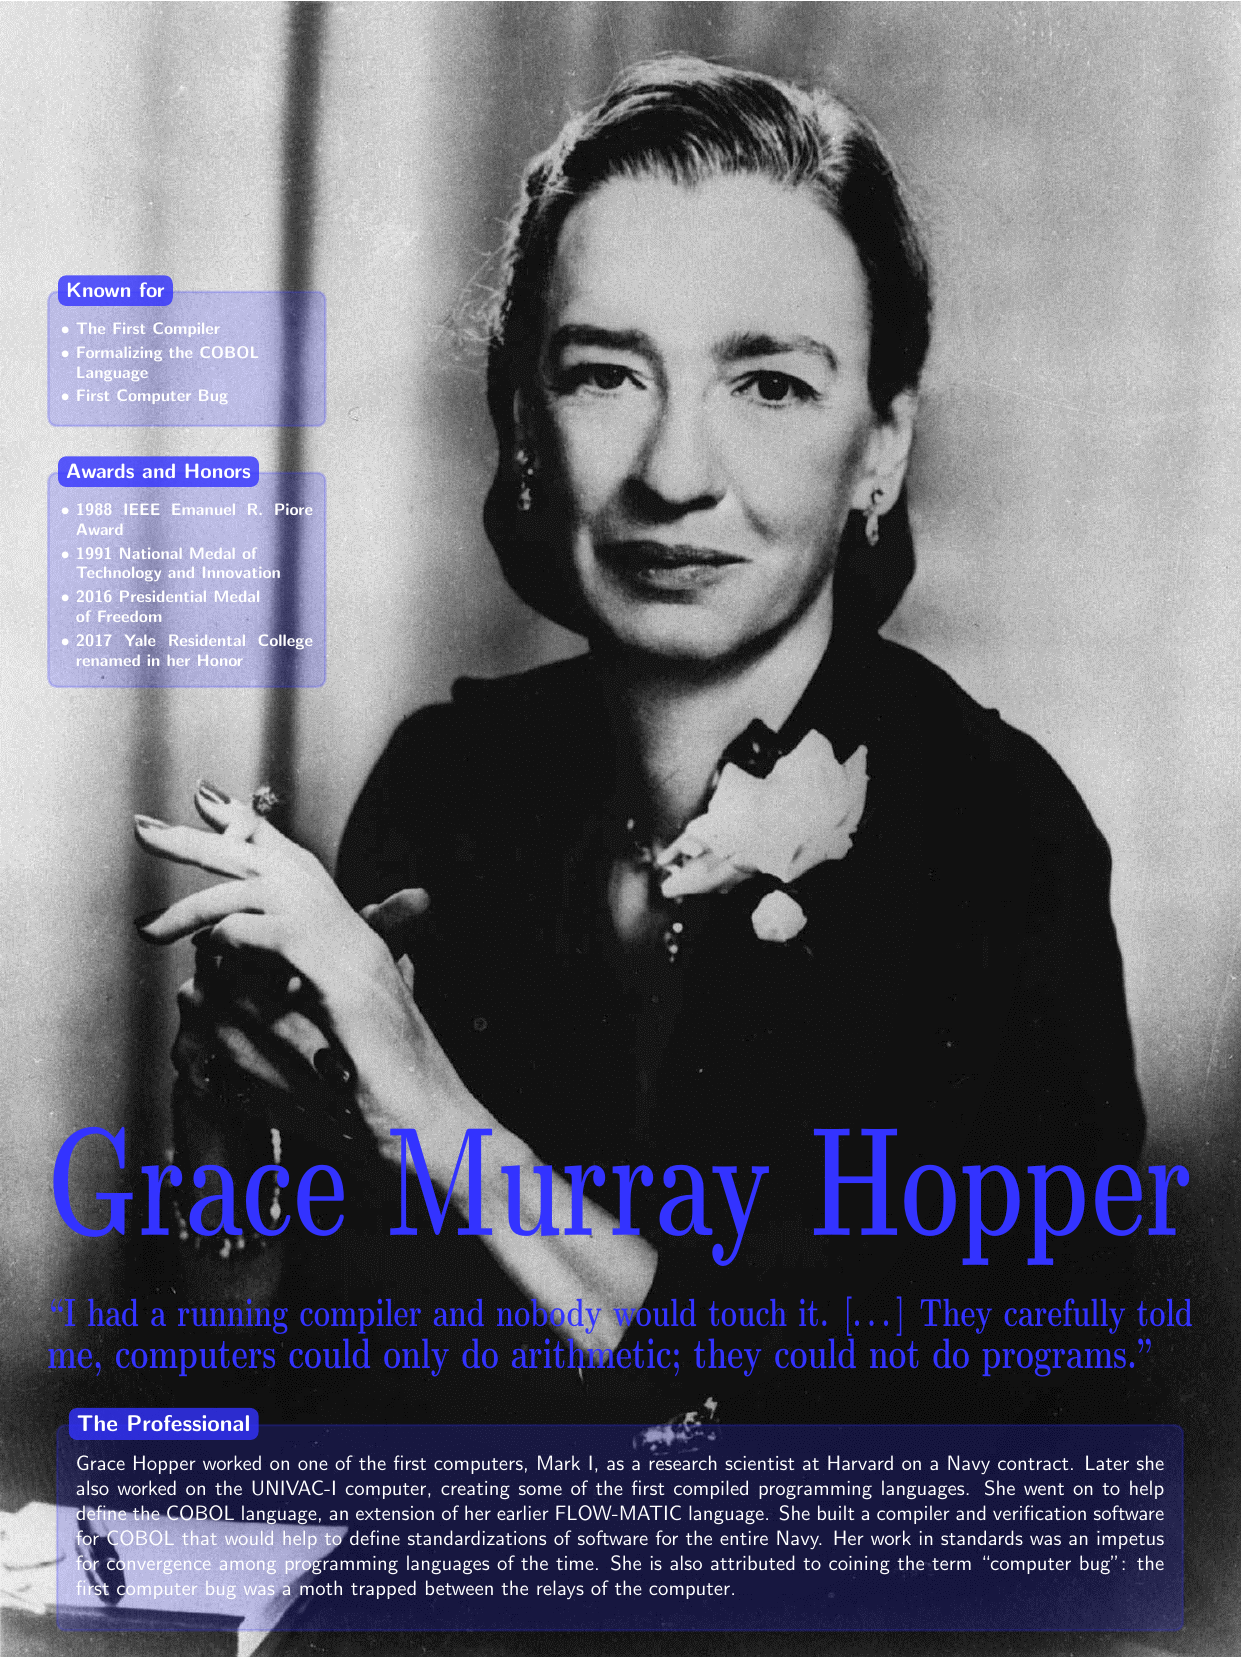 Known for
• The First Compiler
• Formalizing the COBOL
Language
• First Computer Bug
Awards and Honors
• 1988 IEEE Emanuel R. Piore
Award
• 1991 National Medal of
Technology and Innovation
• 2016 Presidential Medal
of Freedom
• 2017 Yale Residental College
renamed in her Honor
Grace Murray Hopper
“I had a running compiler and nobody would touch it. [...] They carefully told
me, computers could only do arithmetic; they could not do programs.”
The Professional
Grace Hopper worked on one of the first computers, Mark I, as a research scientist at Harvard on a Navy contract. Later she
also worked on the UNIVAC-I computer, creating some of the first compiled programming languages. She went on to help
define the COBOL language, an extension of her earlier FLOW-MATIC language. She built a compiler and verification software
for COBOL that would help to define standardizations of software for the entire Navy. Her work in standards was an impetus
for convergence among programming languages of the time. She is also attributed to coining the term “computer bug”: the
first computer bug was a moth trapped between the relays of the computer.